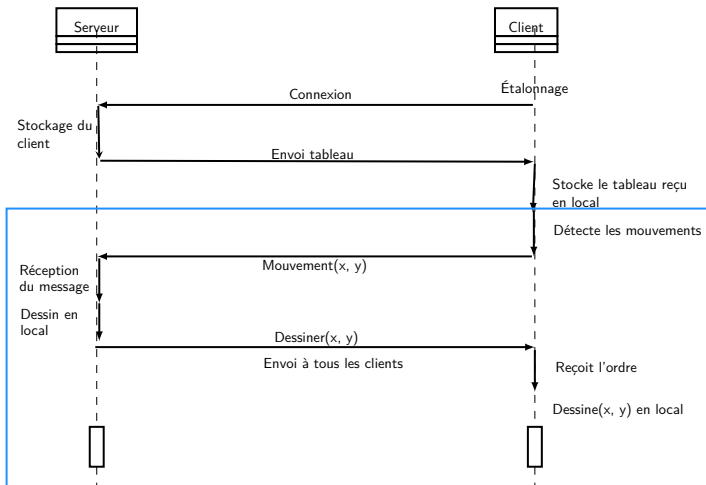 Serveur
Client
Étalonnage
Connexion
Stockage du
client
Envoi tableau
Stocke le tableau reçu
en local
Détecte les mouvements
Mouvement(x, y)
Réception
du message
Dessin en
local
Dessiner(x, y)
Envoi à tous les clients
Reçoit l'ordre
Dessine(x, y) en local